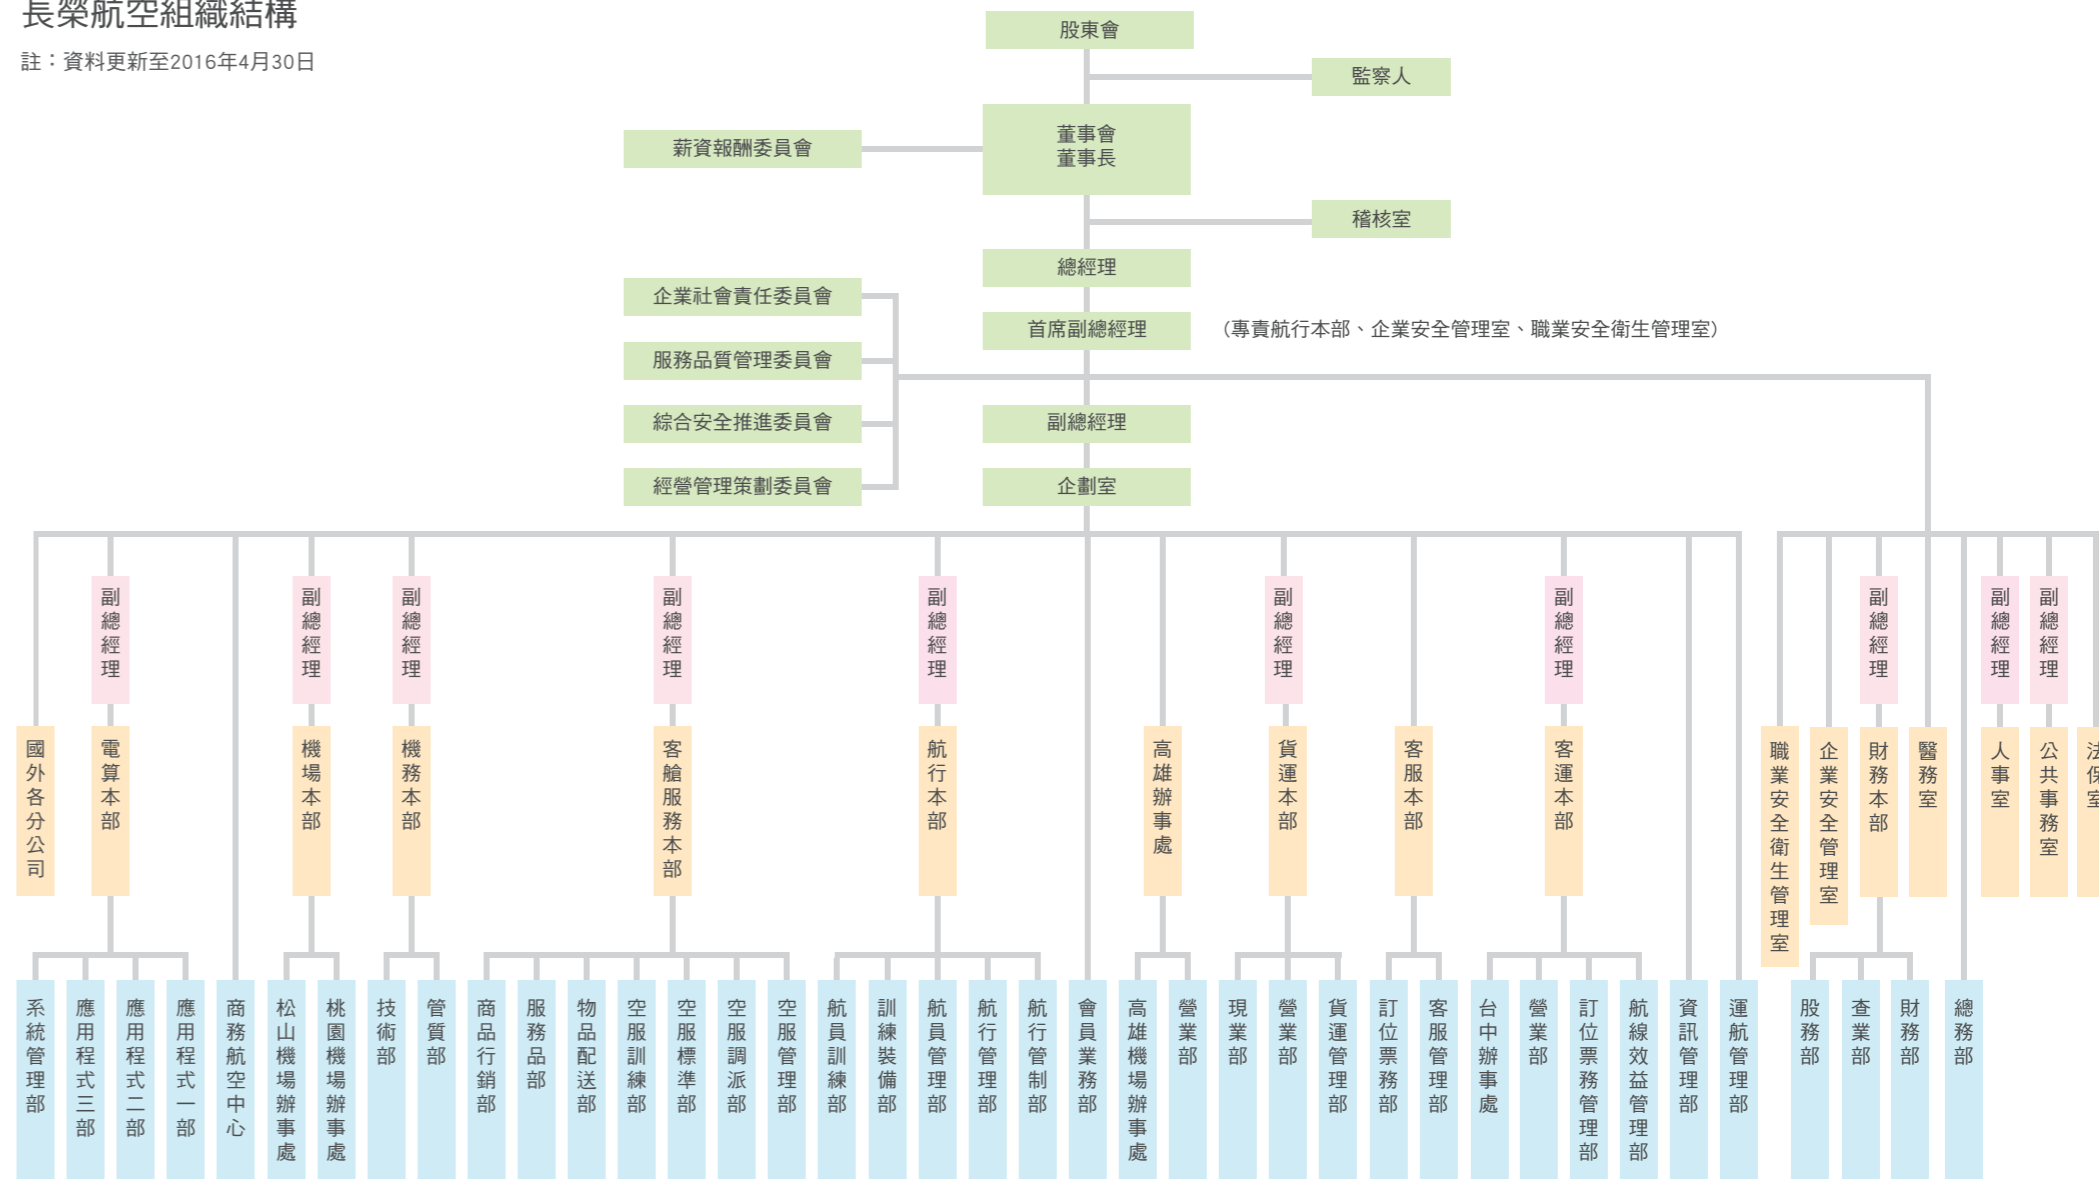 長榮航空組織結構
註：資料更新至2016年4月30日
股東會
監察人
董事會
董事長
薪資報酬委員會
稽核室
總經理
企業社會責任委員會
首席副總經理
（專責航行本部、企業安全管理室、職業安全衛生管理室）
服務品質管理委員會
綜合安全推進委員會
副總經理
經營管理策劃委員會
企劃室
副總經理
副總經理
副總經理
副總經理
副總經理
副總經理
副總經理
副總經理
副總經理
副總經理
國外各分公司
電算本部
機場本部
機務本部
客艙服務本部
航行本部
高雄辦事處
貨運本部
客服本部
客運本部
職業安全衛生管理室
企業安全管理室
財務本部
醫務室
人事室
公共事務室
法保室
系統管理部
應用程式三部
應用程式二部
應用程式一部
商務航空中心
松山機場辦事處
桃園機場辦事處
技術部
管質部
商品行銷部
服務品部
物品配送部
空服訓練部
空服標準部
空服調派部
空服管理部
航員訓練部
訓練裝備部
航員管理部
航行管理部
航行管制部
會員業務部
高雄機場辦事處
營業部
現業部
營業部
貨運管理部
訂位票務部
客服管理部
台中辦事處
營業部
訂位票務管理部
航線效益管理部
資訊管理部
運航管理部
股務部
查業部
財務部
總務部